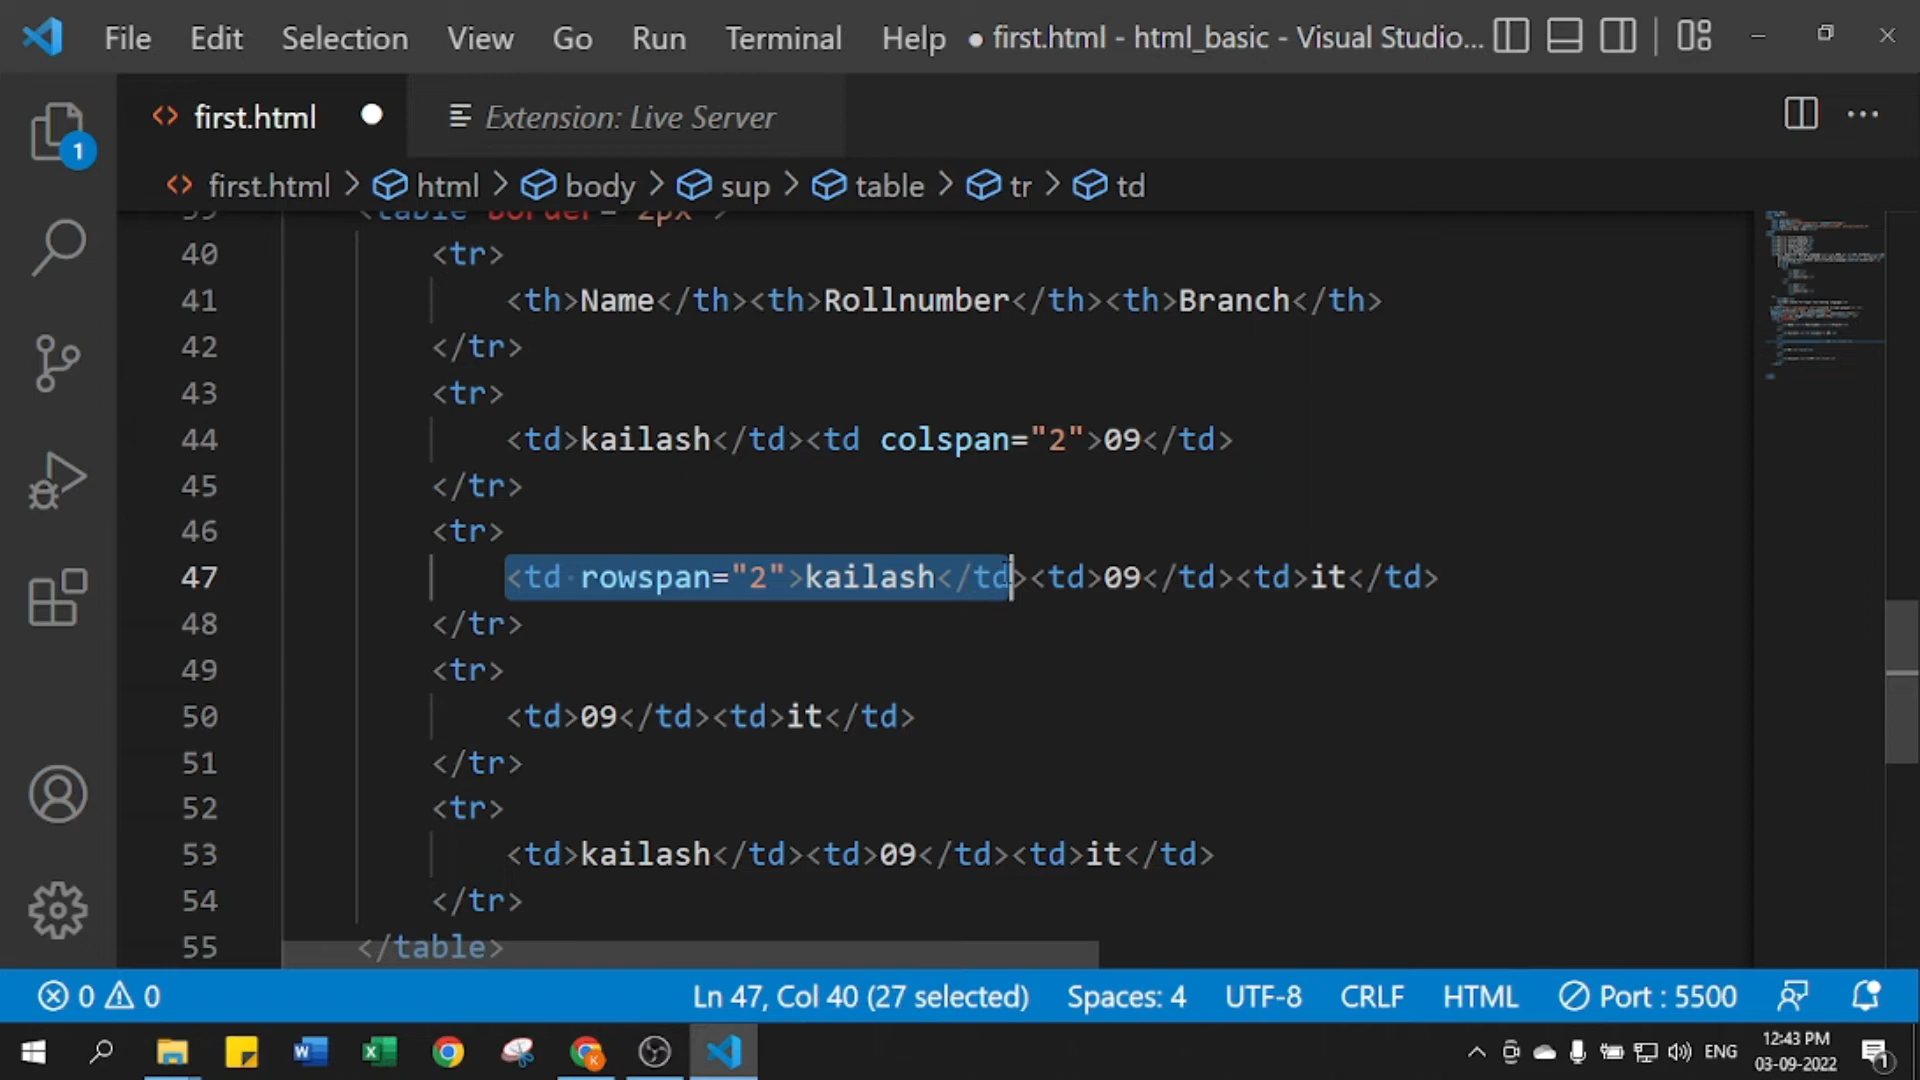 File Edit Selection View Go Run Terminal Help ● first.html - html_basic - Visual Studio...
first.html ● Extension: Live Server
1
first.html > html > body > sup > table > tr > td
39 <table border="2px">
40 <tr>
41 <th>Name</th><th>Rollnumber</th><th>Branch</th>
42 </tr>
43 <tr>
44 <td>kailash</td><td colspan="2">09</td>
45 </tr>
46 <tr>
47 <td rowspan="2">kailash</td><td>09</td><td>it</td>
48 </tr>
49 <tr>
50 <td>09</td><td>it</td>
51 </tr>
52 <tr>
53 <td>kailash</td><td>09</td><td>it</td>
54 </tr>
55 </table>
0 0 Ln 47, Col 40 (27 selected) Spaces: 4 UTF-8 CRLF HTML Port : 5500
ENG 12:43 PM
03-09-2022 1